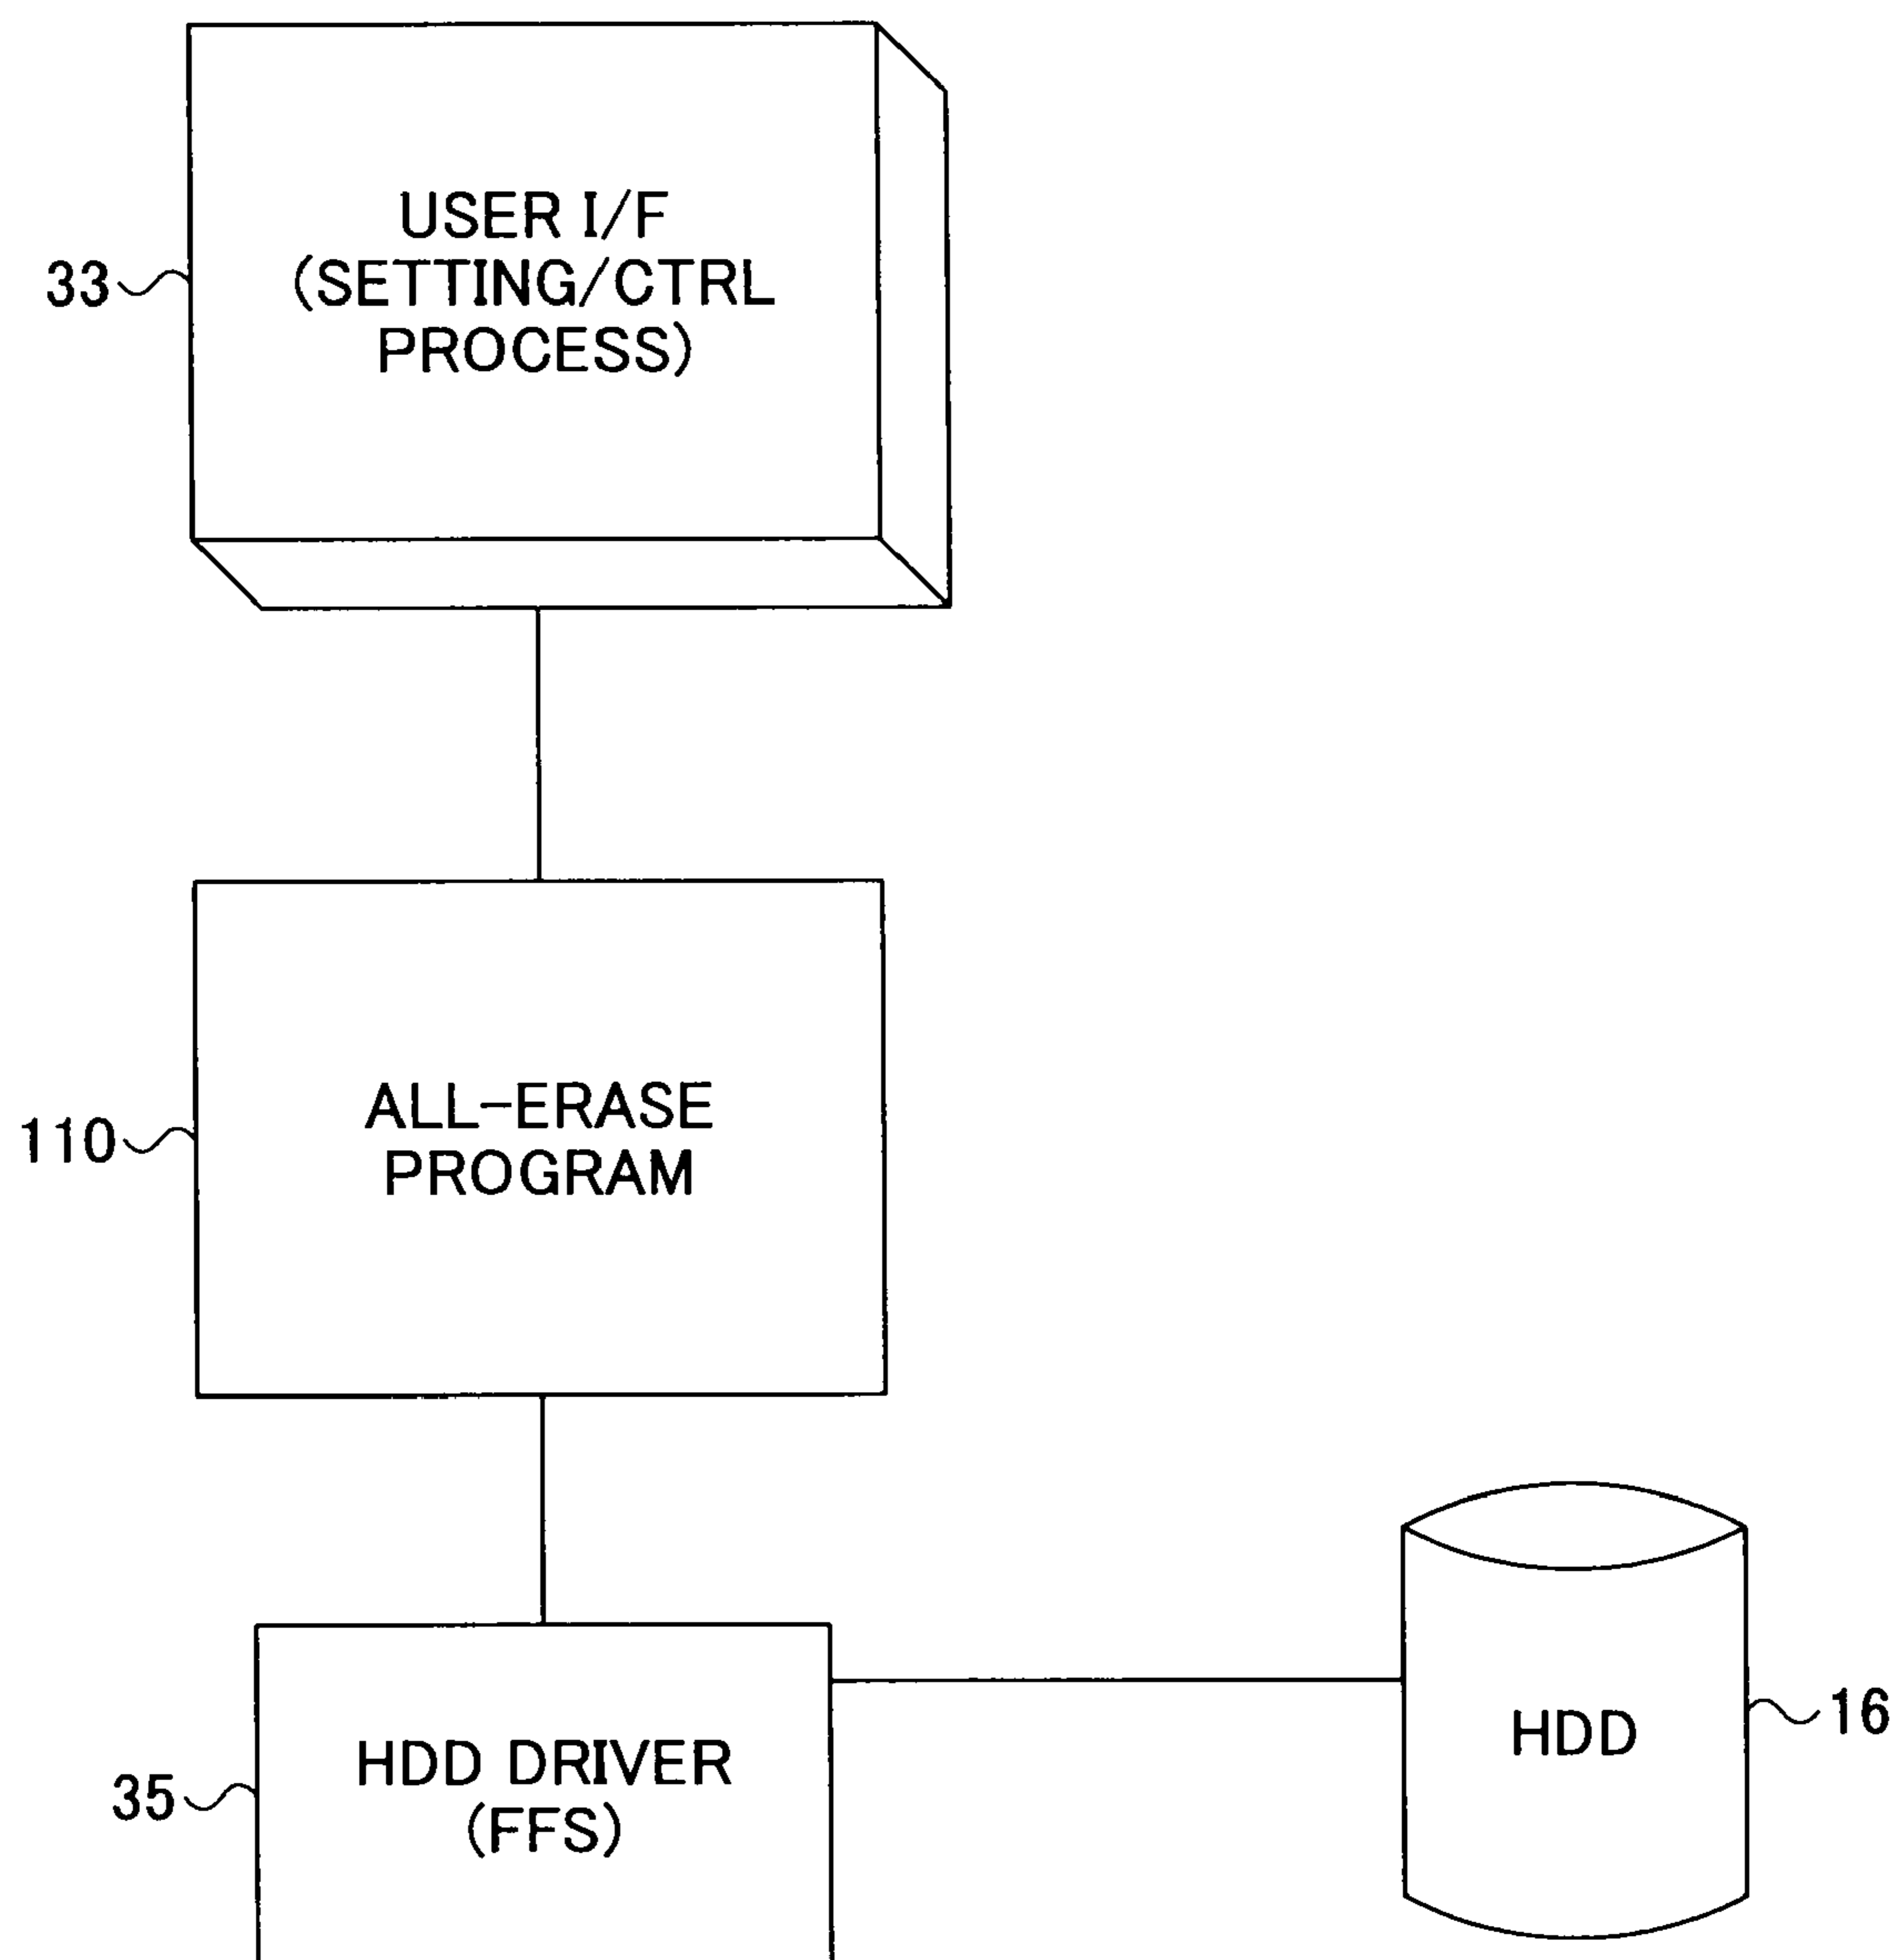 USER I/F
(SETTING/CTRL
PROCESS)
33
ALL-ERASE
PROGRAM
110
HDD DRIVER
(FFS)
35
HDD
16